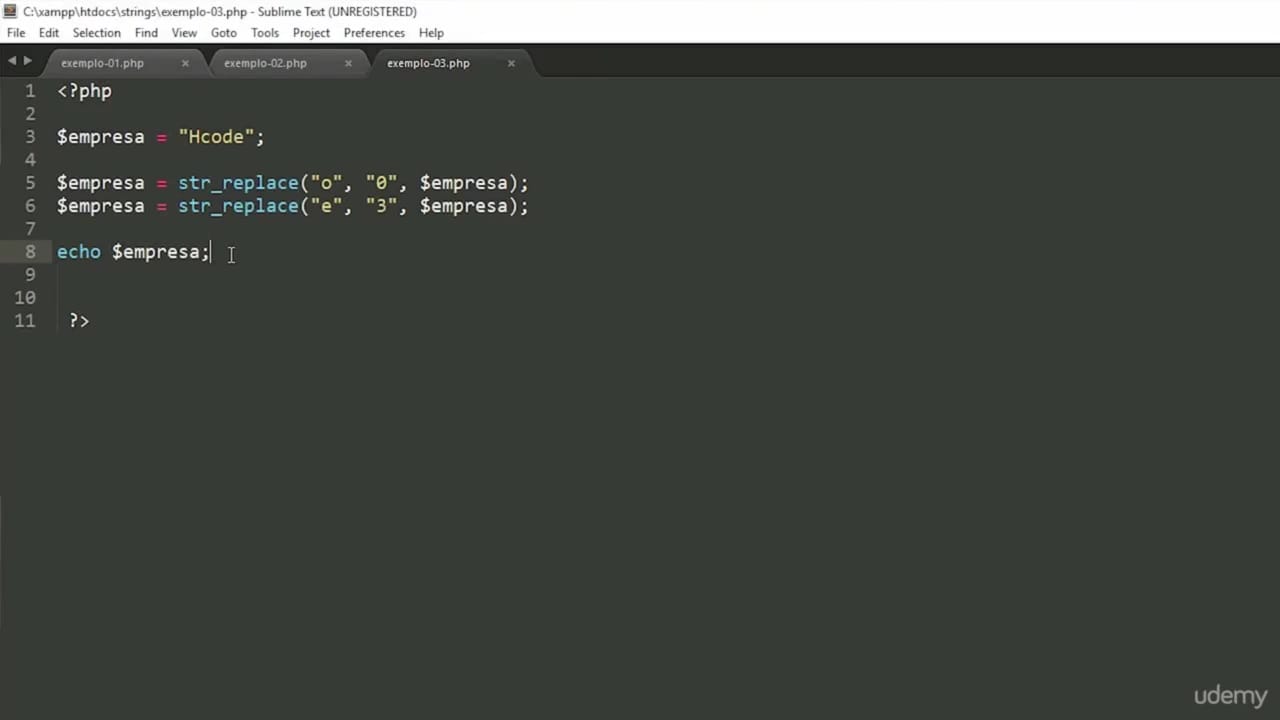 C:\xampp\htdocs\strings\exemplo-03.php - Sublime Text (UNREGISTERED)
File Edit Selection Find View Goto Tools Project Preferences Help
exemplo-01.php × exemplo-02.php × exemplo-03.php ×
1 <?php
2
3 $empresa = "Hcode";
4
5 $empresa = str_replace("o", "0", $empresa);
6 $empresa = str_replace("e", "3", $empresa);
7
8 echo $empresa;
9
10
11 ?>
udemy